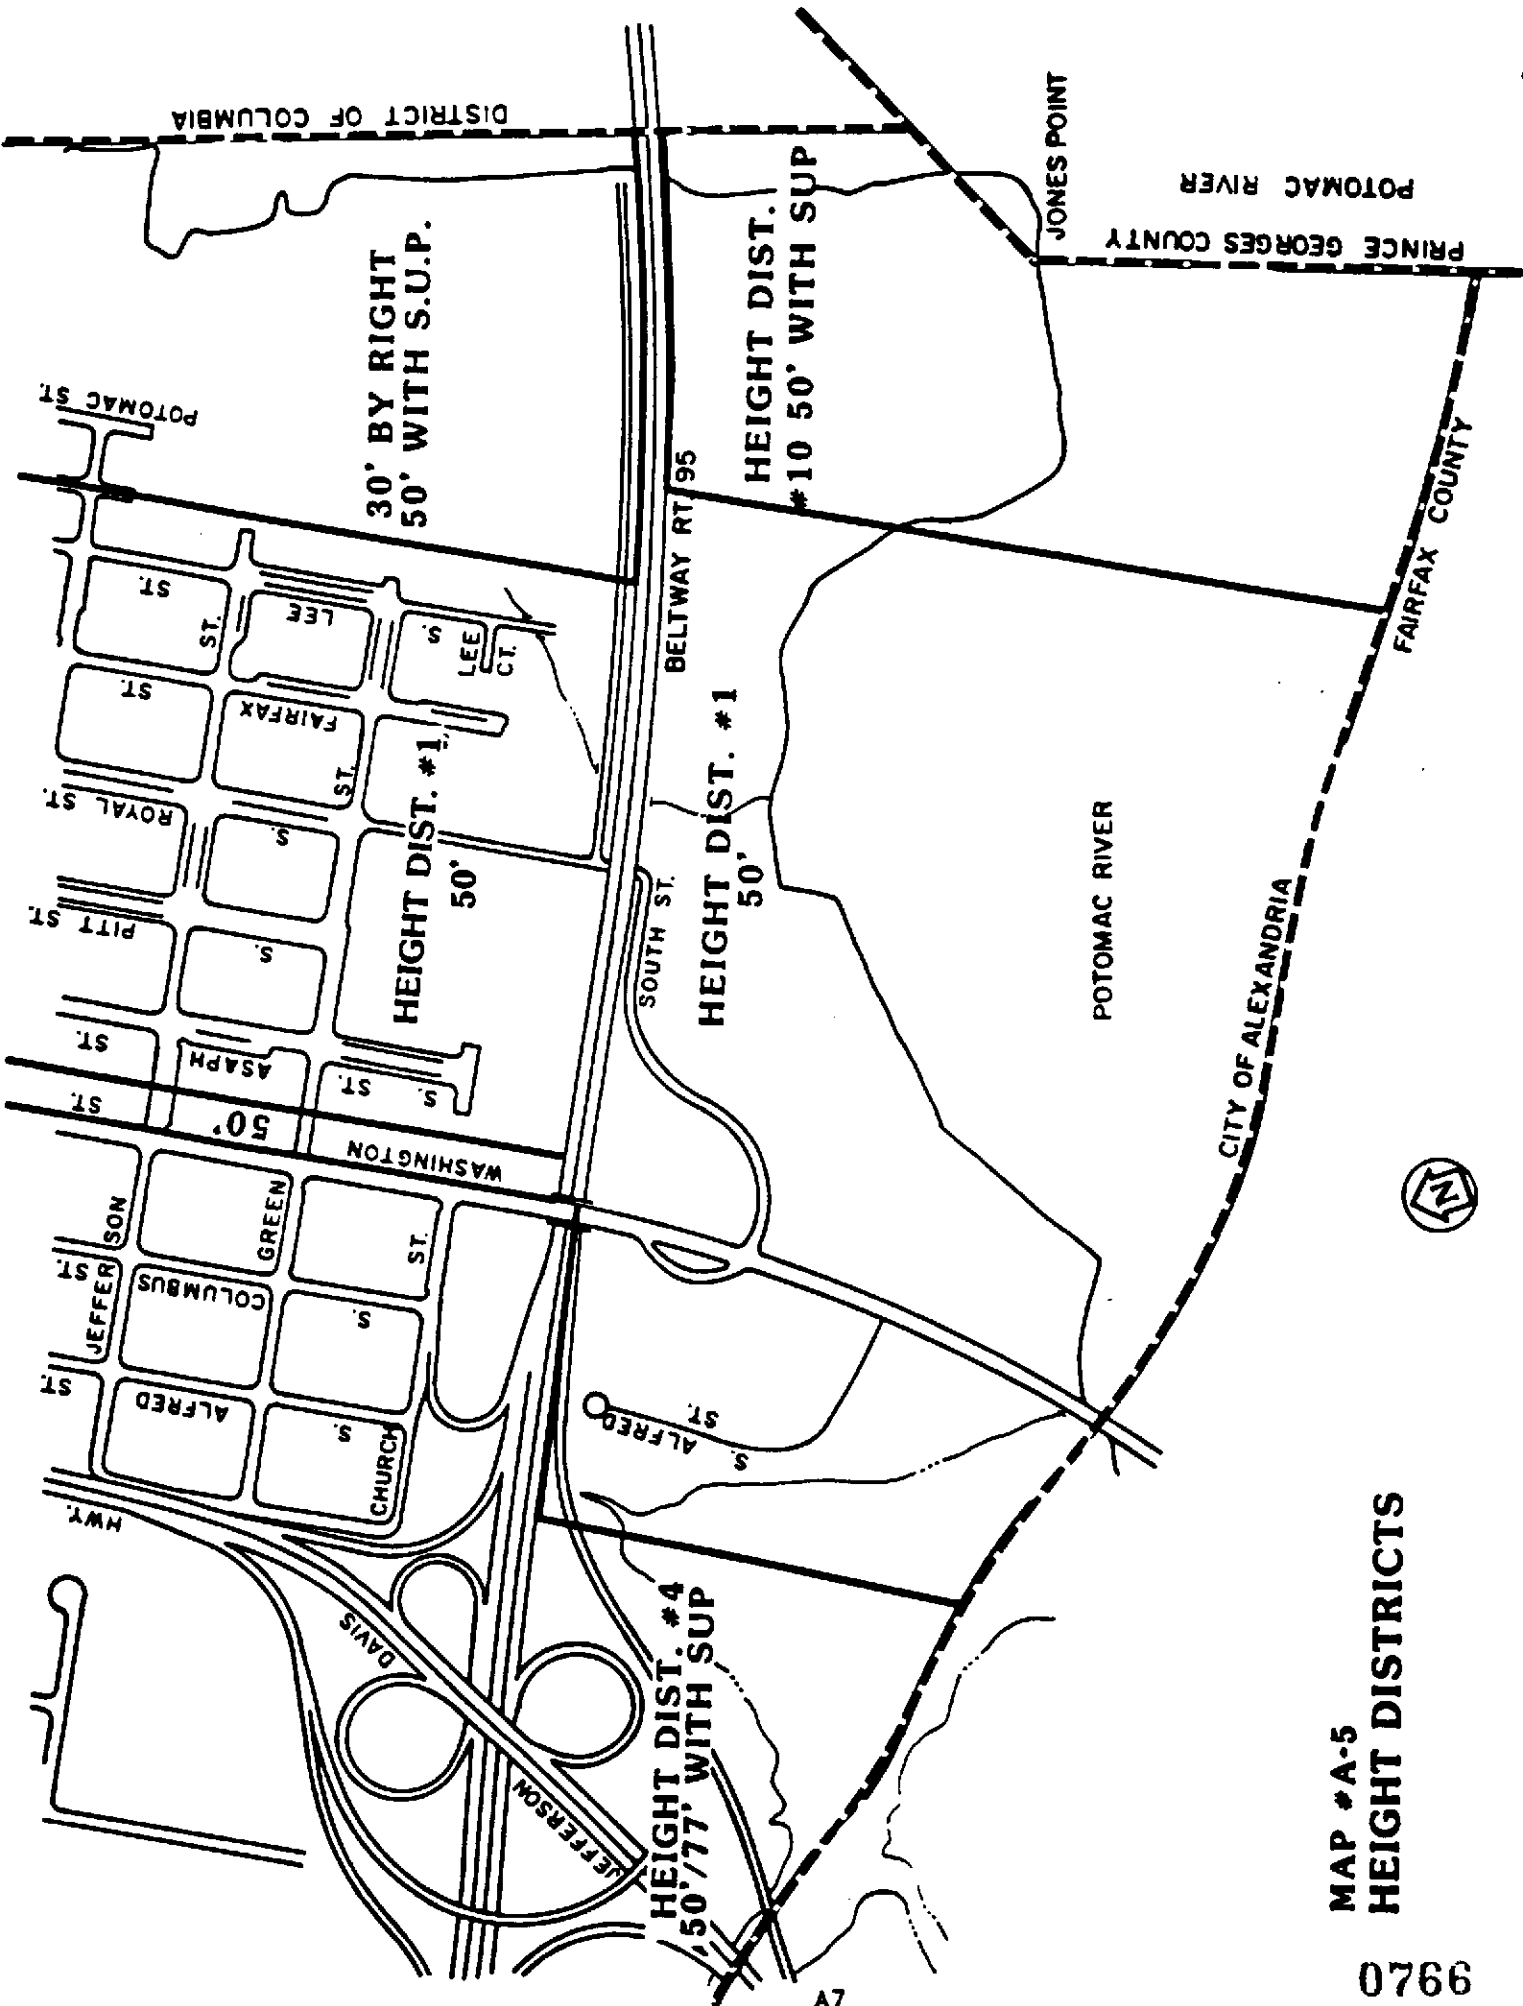 DISTRICT OF COLUMBIA
30' BY RIGHT
50' WITH S.U.P.
HEIGHT DIST.
#10 50' WITH SUP
JONES POINT
POTOMAC RIVER
PRINCE GEORGES COUNTY
POTOMAC ST.
BELTWAY RT. 95
FAIRFAX COUNTY
S. LEE ST.
LEE
CT.
ST.
S. FAIRFAX ST.
ST.
S. ROYAL ST.
S. PITT ST.
HEIGHT DIST. #1
50'
HEIGHT DIST. #1
50'
SOUTH ST.
POTOMAC RIVER
CITY OF ALEXANDRIA
S. ASAPH ST.
ST.
50'
WASHINGTON ST.
JEFFERSON
GREEN
ST.
S. COLUMBUS ST.
S. ALFRED ST.
CHURCH
S. ALFRED ST.
JEFFERSON DAVIS HWY.
HEIGHT DIST. #4
50'/77' WITH SUP
N
MAP #A-5
HEIGHT DISTRICTS
A7
0766